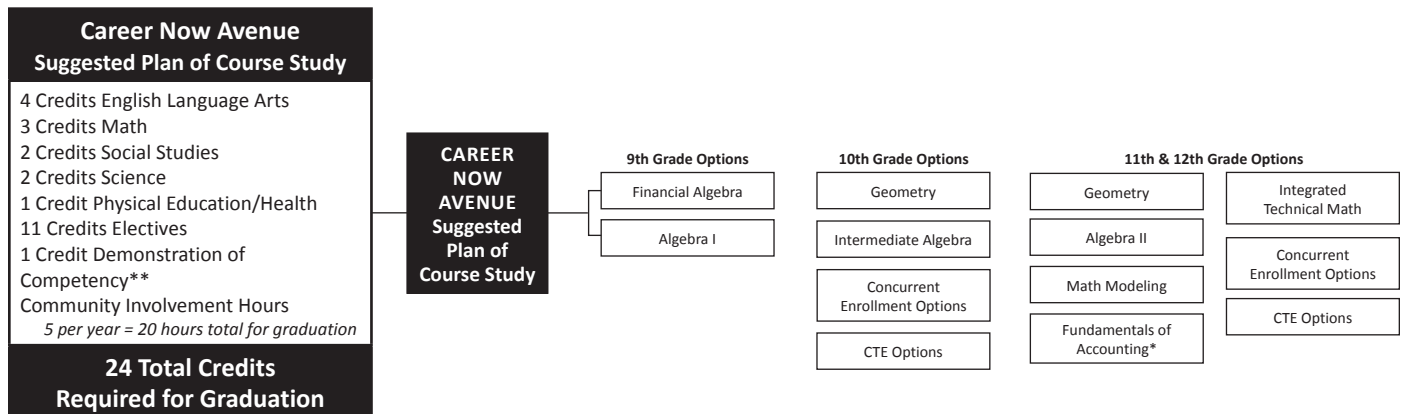 Career Now Avenue
Suggested Plan of Course Study
4 Credits English Language Arts
3 Credits Math
2 Credits Social Studies
2 Credits Science
1 Credit Physical Education/Health
11 Credits Electives
1 Credit Demonstration of
Competency**
Community Involvement Hours
5 per year = 20 hours total for graduation
24 Total Credits
Required for Graduation
CAREER
NOW
AVENUE
Suggested
Plan of
Course Study
9th Grade Options
Financial Algebra
Algebra I
10th Grade Options
Geometry
Intermediate Algebra
Concurrent
Enrollment Options
CTE Options
11th & 12th Grade Options
Geometry
Algebra II
Math Modeling
Fundamentals of
Accounting*
Integrated
Technical Math
Concurrent
Enrollment Options
CTE Options